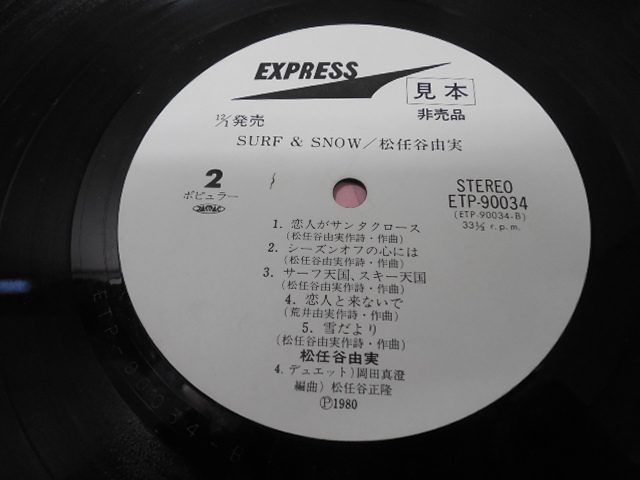 EXPRESS
見本
非売品
12/1発売
SURF & SNOW／松任谷由実
2
ポピュラー
STEREO
ETP-90034
(ETP-90034-B)
33⅓ r.p.m.
1. 恋人がサンタクロース
(松任谷由実作詩・作曲)
2. シーズンオフの心には
(松任谷由実作詩・作曲)
3. サーフ天国、スキー天国
(松任谷由実作詩・作曲)
4. 恋人と来ないで
(荒井由実作詩・作曲)
5. 雪だより
(松任谷由実作詩・作曲)
松任谷由実
4. デュエット）岡田真澄
編曲）松任谷正隆
Ⓟ1980
ETP-90034-B